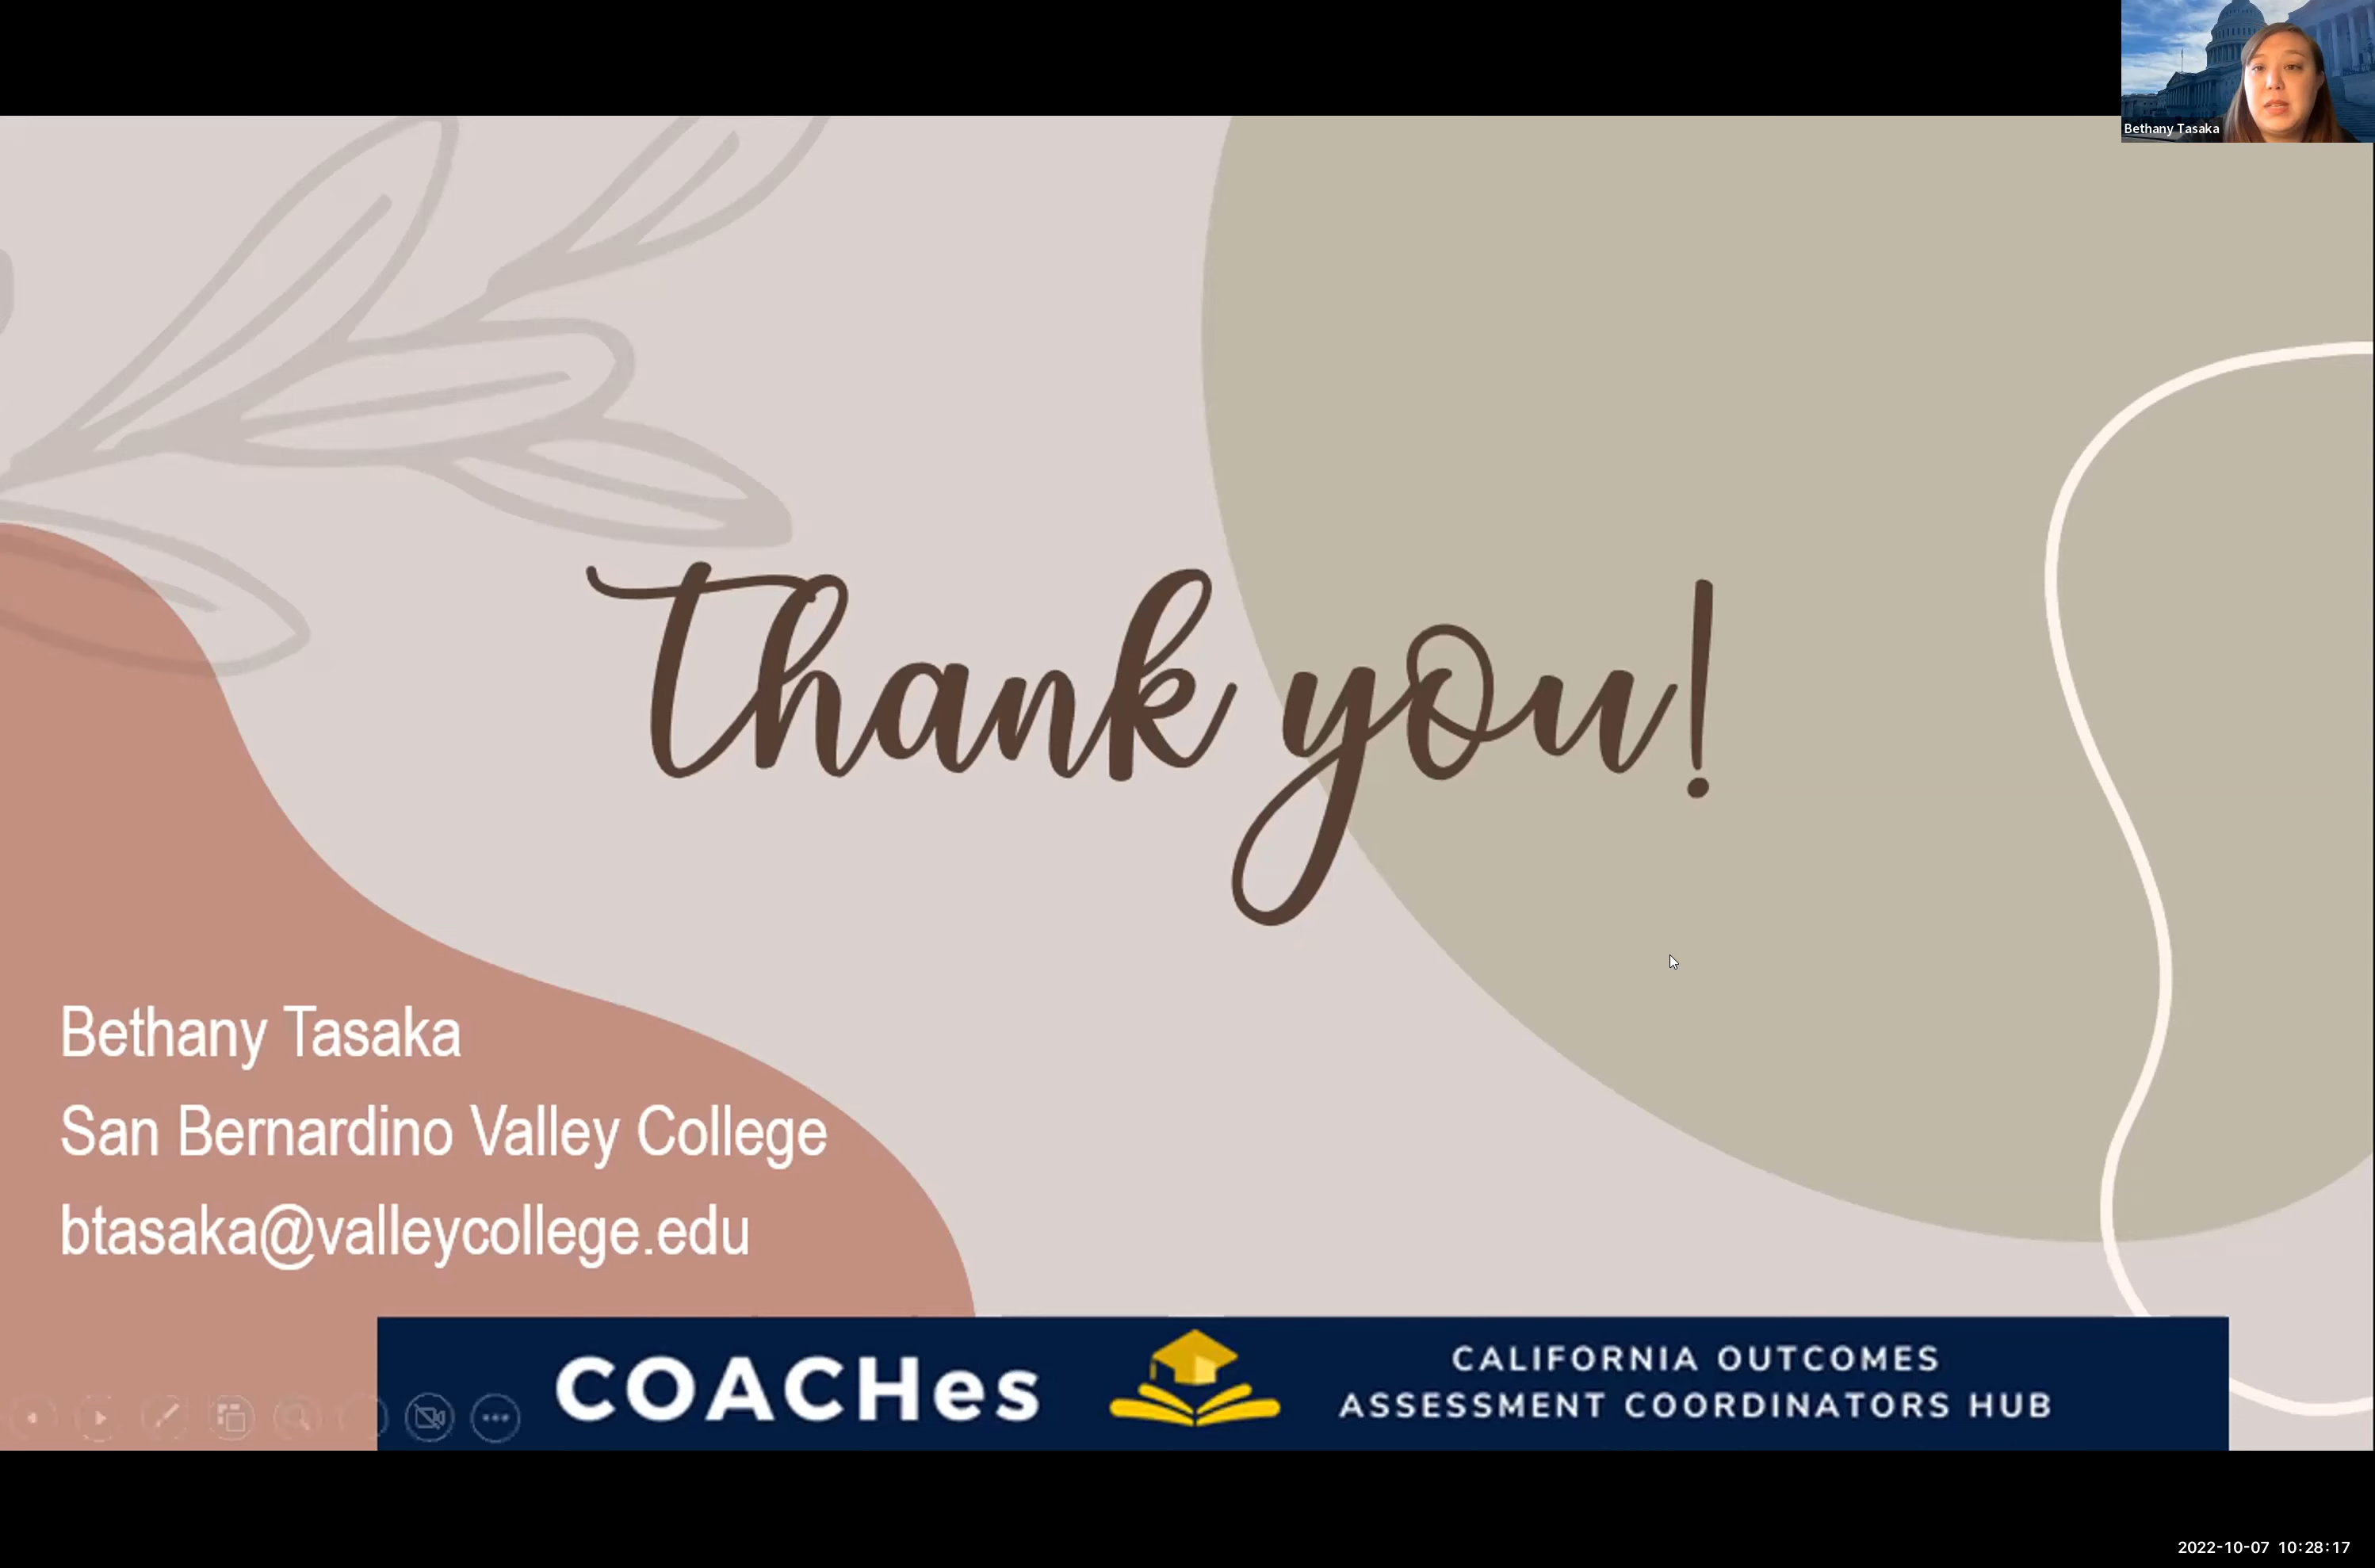 Bethany Tasaka
Thank you!
Bethany Tasaka
San Bernardino Valley College
btasaka@valleycollege.edu
COACHes
CALIFORNIA OUTCOMES
ASSESSMENT COORDINATORS HUB
2022-10-07 10:28:17